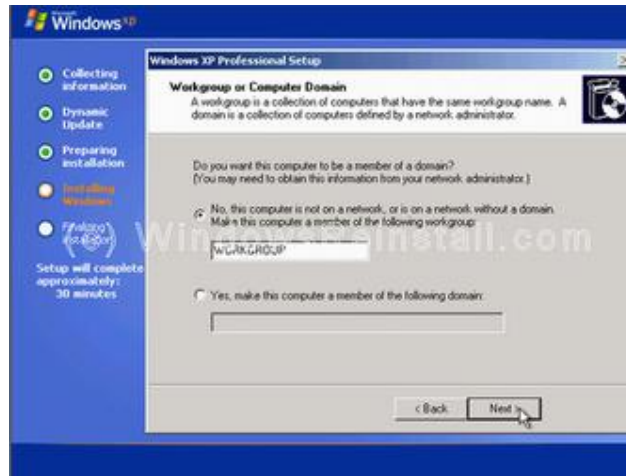 Microsoft
Windows xp
Collecting
information
Dynamic
Update
Preparing
installation
Installing
Windows
Finalizing
installation
Setup will complete
approximately:
30 minutes
Windows XP Professional Setup
Workgroup or Computer Domain
A workgroup is a collection of computers that have the same workgroup name. A
domain is a collection of computers defined by a network administrator.
Do you want this computer to be a member of a domain?
(You may need to obtain this information from your network administrator.)
No, this computer is not on a network, or is on a network without a domain.
Make this computer a member of the following workgroup:
WORKGROUP
Yes, make this computer a member of the following domain:
< Back
Next >